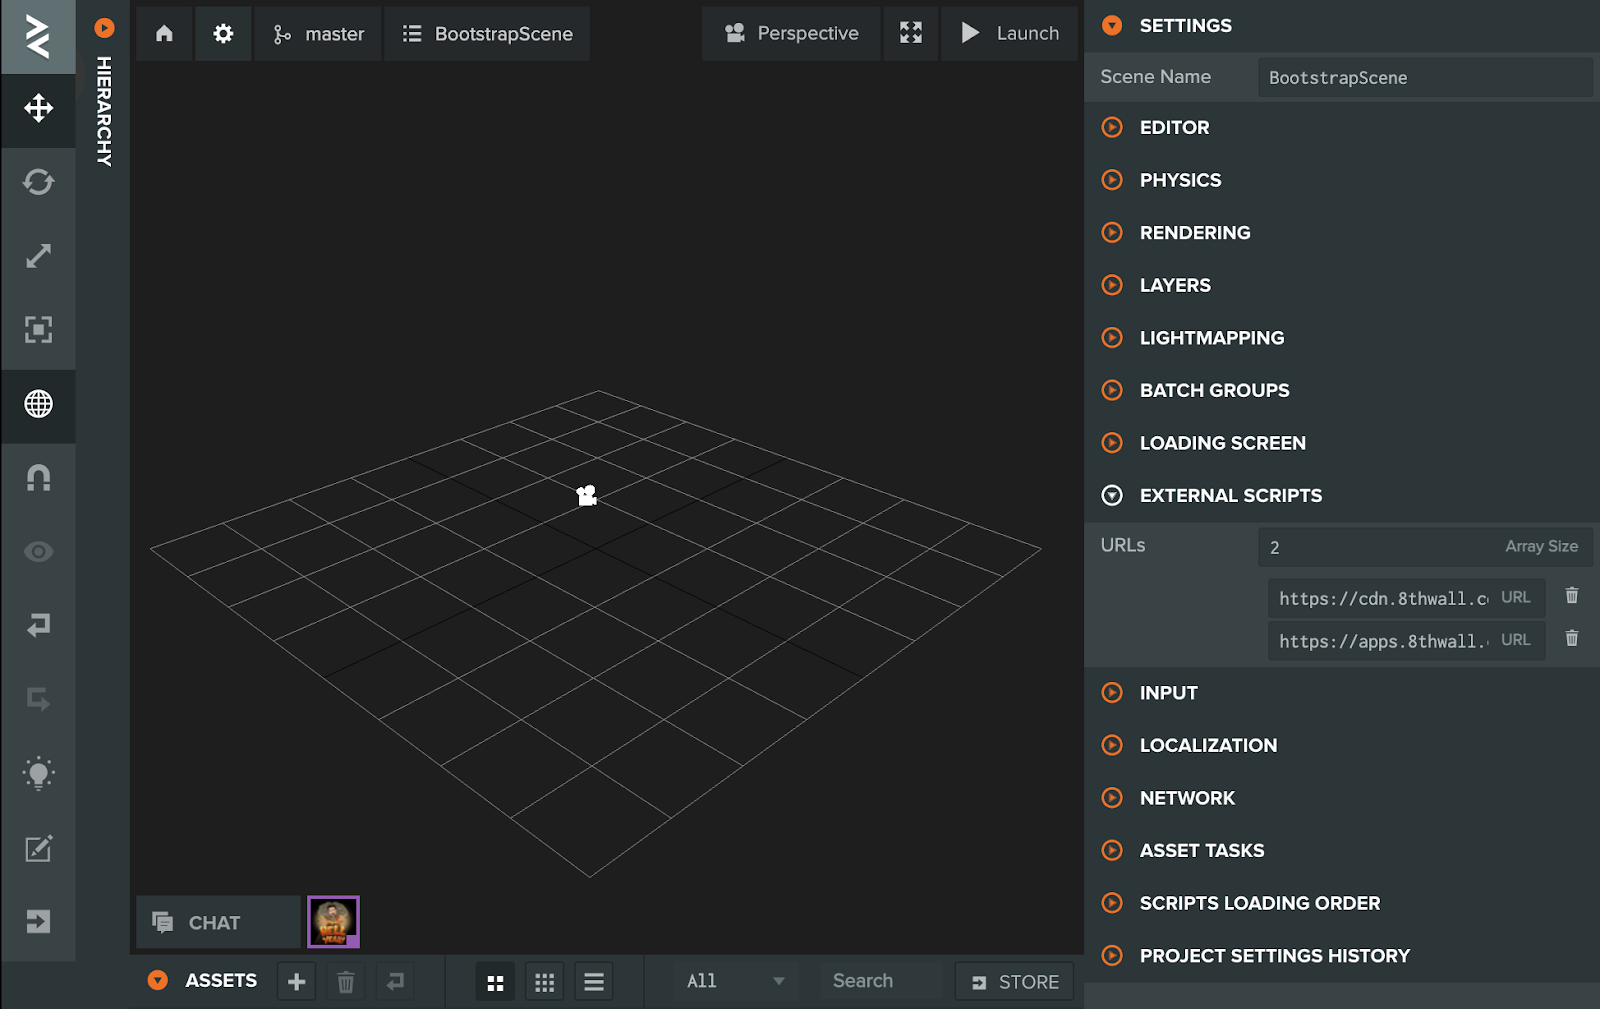 HIERARCHY
master
BootstrapScene
Perspective
Launch
SETTINGS
Scene Name
BootstrapScene
EDITOR
PHYSICS
RENDERING
LAYERS
LIGHTMAPPING
BATCH GROUPS
LOADING SCREEN
EXTERNAL SCRIPTS
URLs
2
Array Size
https://cdn.8thwall.c
URL
https://apps.8thwall.
URL
INPUT
LOCALIZATION
NETWORK
ASSET TASKS
SCRIPTS LOADING ORDER
PROJECT SETTINGS HISTORY
CHAT
ASSETS
All
Search
STORE